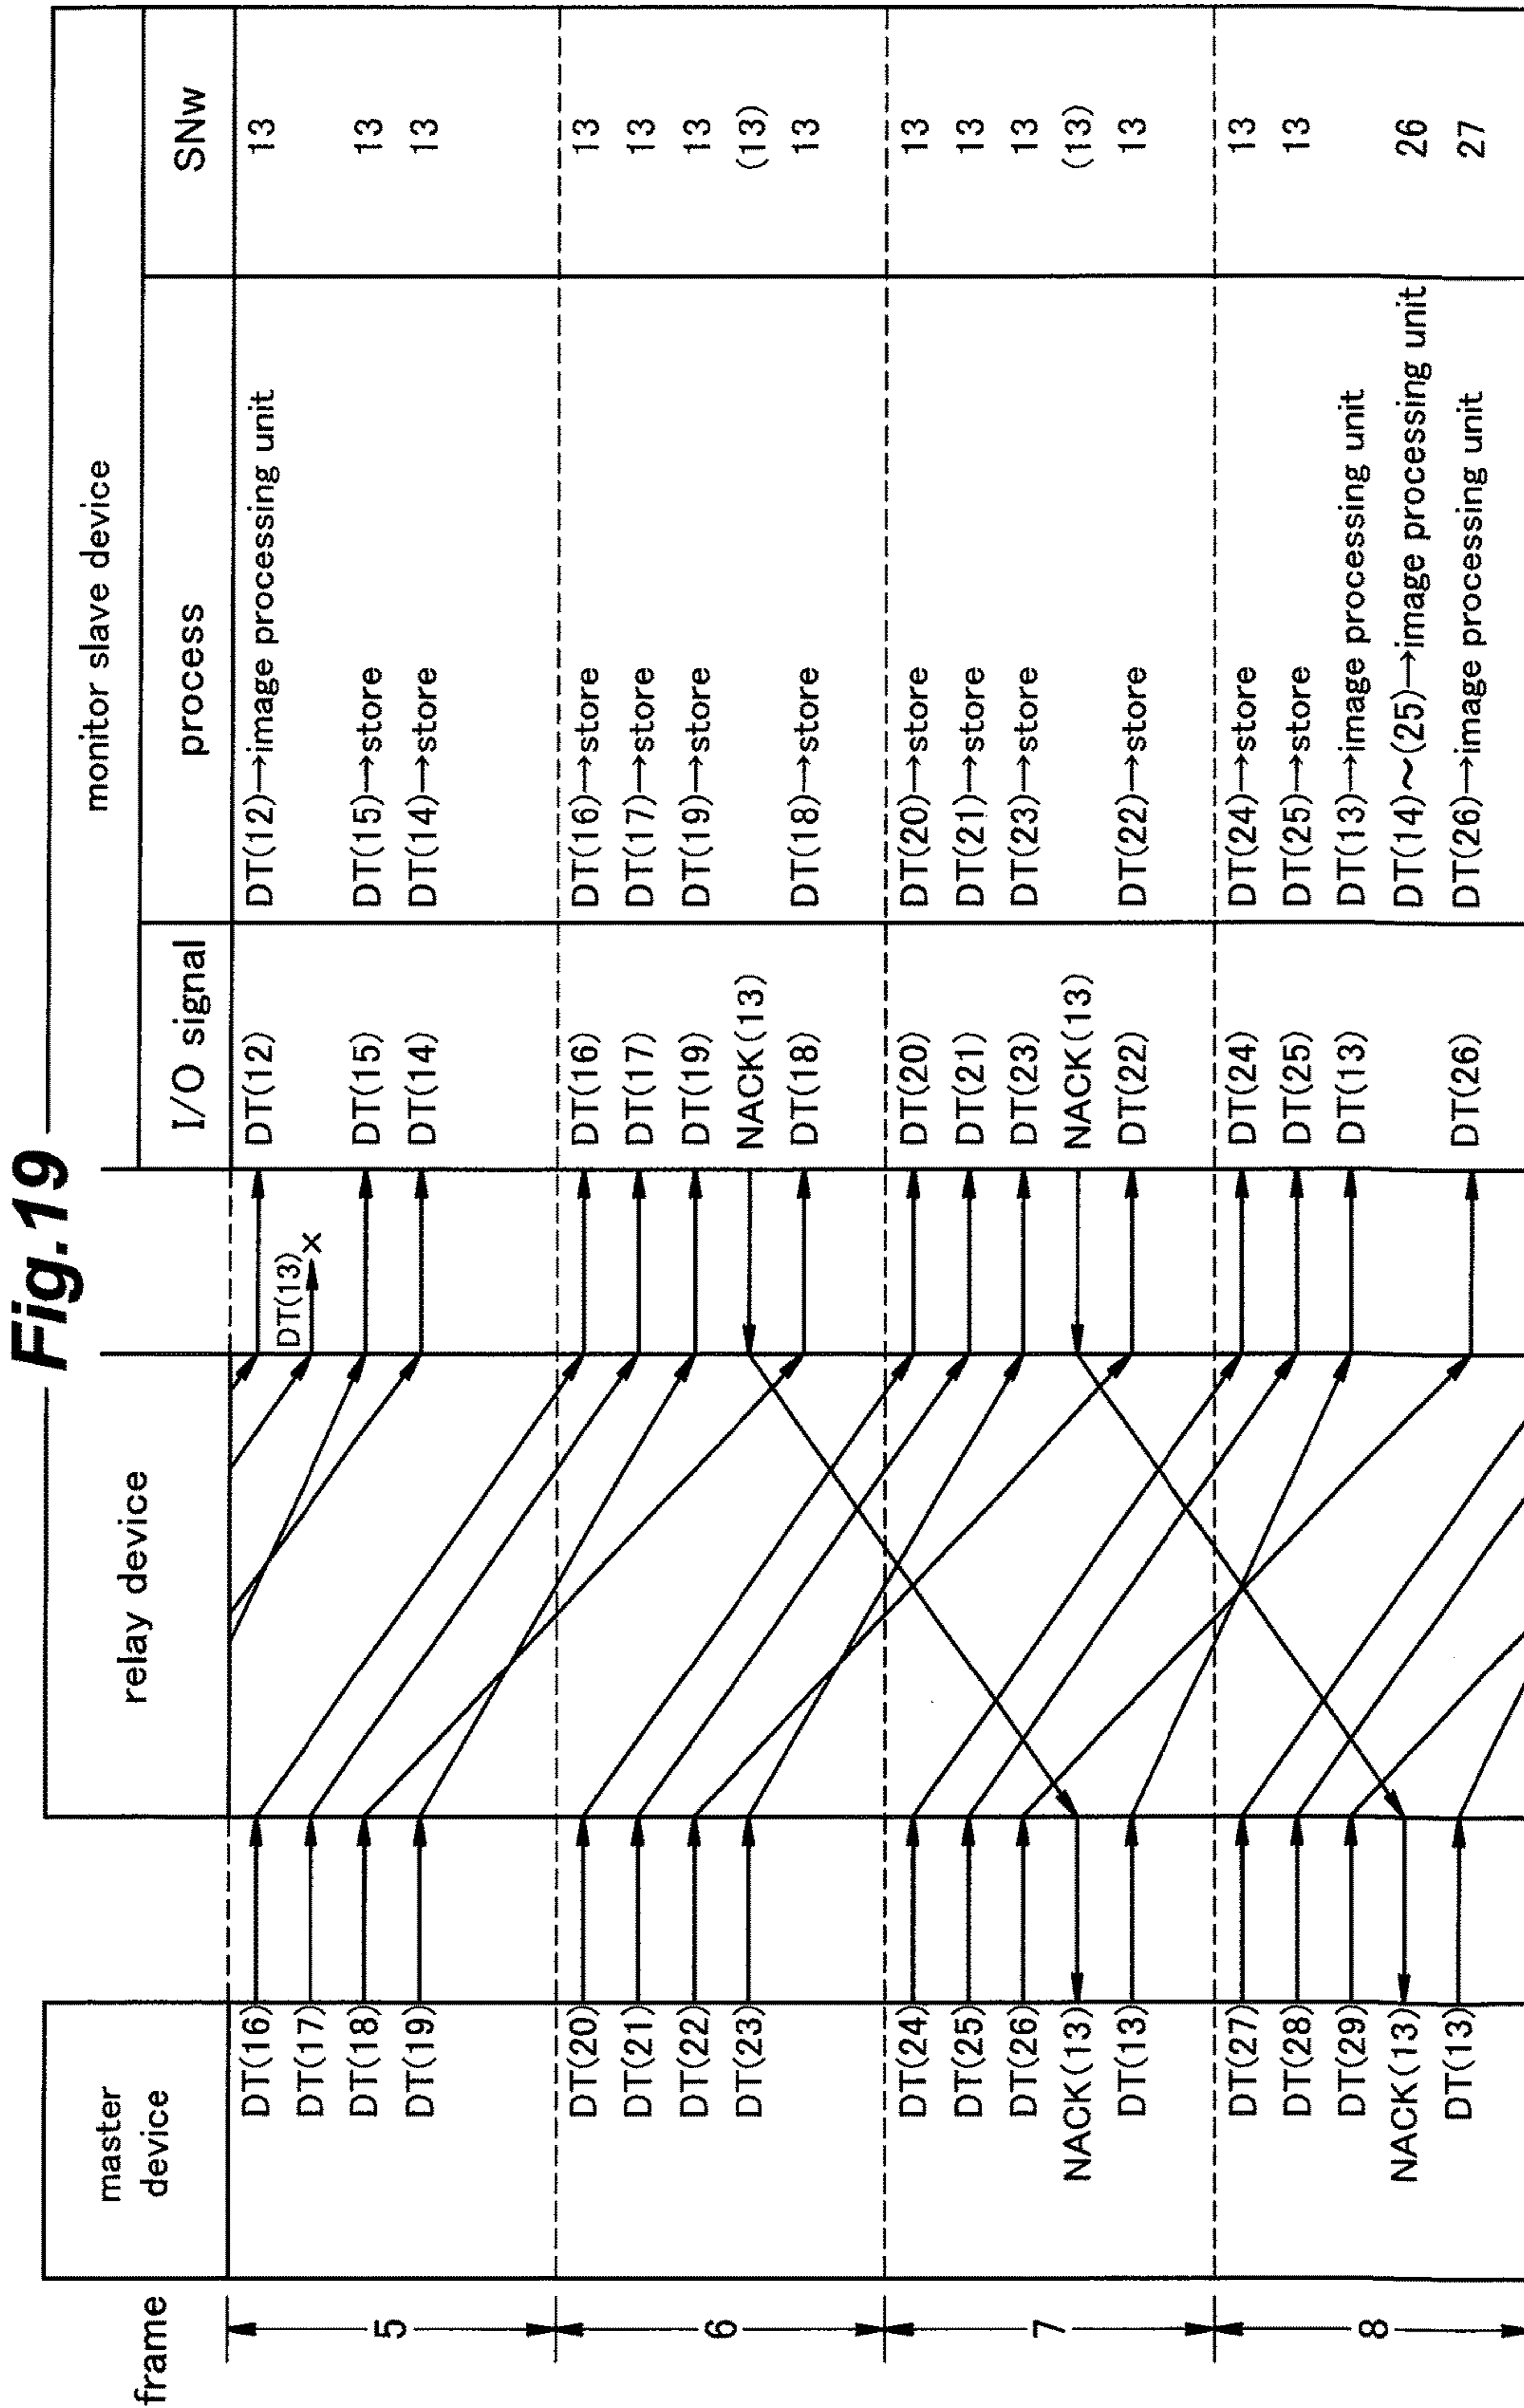 Fig.19
frame
master
device
relay device
monitor slave device
I/O signal
process
SNw
5
DT(16)
DT(17)
DT(18)
DT(19)
DT(13)
×
DT(12) DT(12)→image processing unit 13
DT(15) DT(15)→store 13
DT(14) DT(14)→store 13
6
DT(20)
DT(21)
DT(22)
DT(23)
DT(16) DT(16)→store 13
DT(17) DT(17)→store 13
DT(19) DT(19)→store 13
NACK(13) (13)
DT(18) DT(18)→store 13
7
DT(24)
DT(25)
DT(26)
NACK(13)
DT(13)
DT(20) DT(20)→store 13
DT(21) DT(21)→store 13
DT(23) DT(23)→store 13
NACK(13) (13)
DT(22) DT(22)→store 13
8
DT(27)
DT(28)
DT(29)
NACK(13)
DT(13)
DT(24) DT(24)→store 13
DT(25) DT(25)→store 13
DT(13) DT(13)→image processing unit
DT(14)~(25)→image processing unit 26
DT(26) DT(26)→image processing unit 27